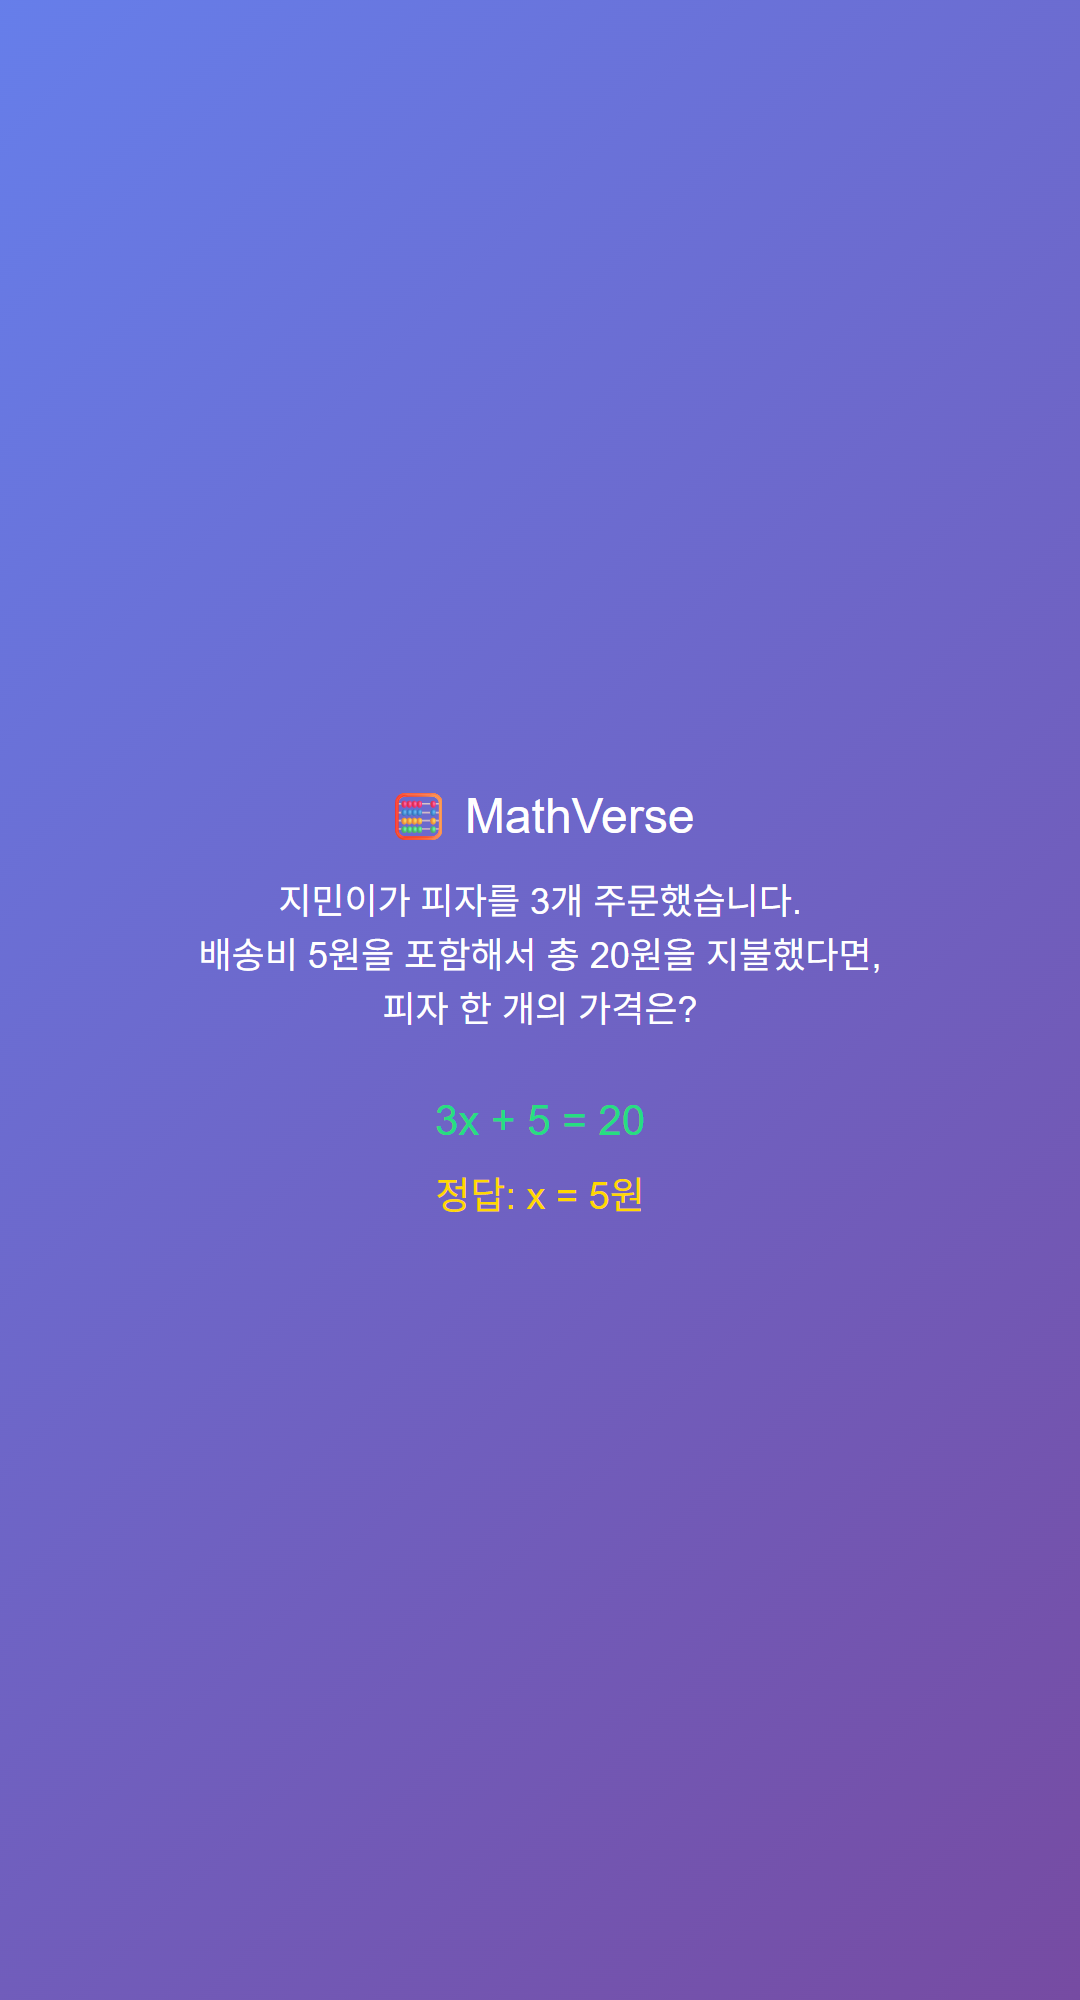 🧮 MathVerse
지민이가 피자를 3개 주문했습니다.
배송비 5원을 포함해서 총 20원을 지불했다면,
피자 한 개의 가격은?
3x + 5 = 20
정답: x = 5원